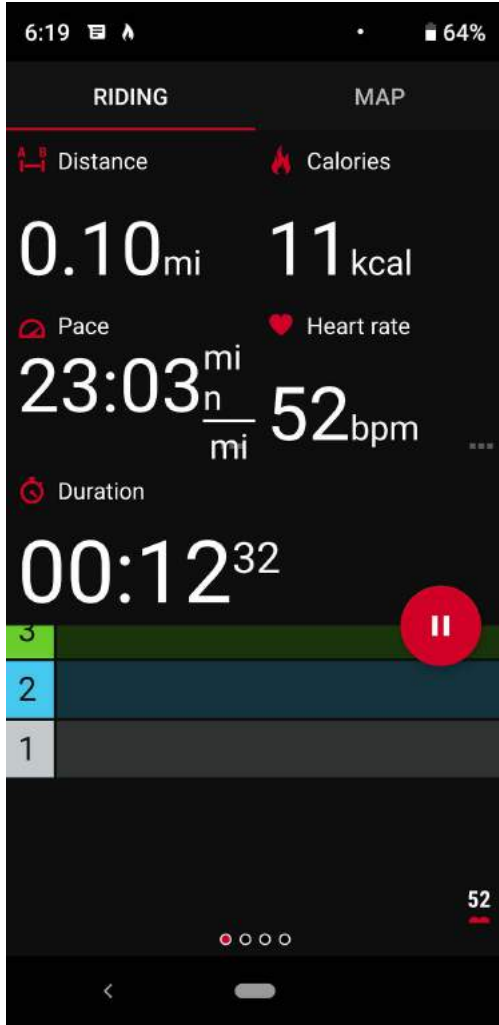 6:19
64%
RIDING
MAP
A B
Distance
Calories
0.10mi
11kcal
Pace
Heart rate
23:03
mi
n
mi
52bpm
Duration
00:12 32
3
2
1
52